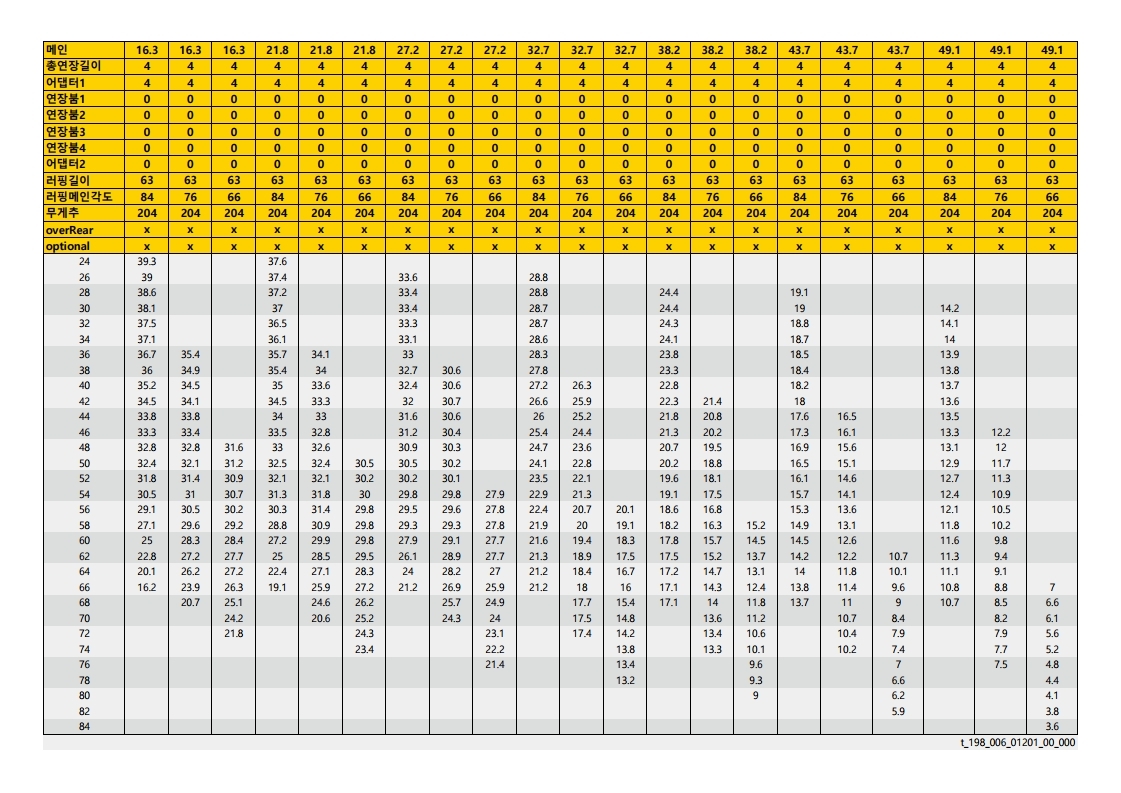 메인 16.3 16.3 16.3 21.8 21.8 21.8 27.2 27.2 27.2 32.7 32.7 32.7 38.2 38.2 38.2 43.7 43.7 43.7 49.1 49.1 49.1
총연장길이 4 4 4 4 4 4 4 4 4 4 4 4 4 4 4 4 4 4 4 4 4 4
어댑터1 4 4 4 4 4 4 4 4 4 4 4 4 4 4 4 4 4 4 4 4 4 4
연장붐1 0 0 0 0 0 0 0 0 0 0 0 0 0 0 0 0 0 0 0 0 0 0
연장붐2 0 0 0 0 0 0 0 0 0 0 0 0 0 0 0 0 0 0 0 0 0 0
연장붐3 0 0 0 0 0 0 0 0 0 0 0 0 0 0 0 0 0 0 0 0 0 0
연장붐4 0 0 0 0 0 0 0 0 0 0 0 0 0 0 0 0 0 0 0 0 0 0
어댑터2 0 0 0 0 0 0 0 0 0 0 0 0 0 0 0 0 0 0 0 0 0 0
러핑길이 63 63 63 63 63 63 63 63 63 63 63 63 63 63 63 63 63 63 63 63 63 63
러핑메인각도 84 76 66 84 76 66 84 76 66 84 76 66 84 76 66 84 76 66 84 76 66
무게추 204 204 204 204 204 204 204 204 204 204 204 204 204 204 204 204 204 204 204 204 204
overRear x x x x x x x x x x x x x x x x x x x x x
optional x x x x x x x x x x x x x x x x x x x x x
24 39.3 37.6
26 39 37.4 33.6 28.8
28 38.6 37.2 33.4 28.8 24.4 19.1
30 38.1 37 33.4 28.7 24.4 19 14.2
32 37.5 36.5 33.3 28.7 24.3 18.8 14.1
34 37.1 36.1 33.1 28.6 24.1 18.7 14
36 36.7 35.4 35.7 34.1 33 28.3 23.8 18.5 13.9
38 36 34.9 35.4 34 32.7 30.6 27.8 23.3 18.4 13.8
40 35.2 34.5 35 33.6 32.4 30.6 27.2 26.3 22.8 18.2 13.7
42 34.5 34.1 34.5 33.3 32 30.7 26.6 25.9 22.3 21.4 18 13.6
44 33.8 33.8 34 33 31.6 30.6 26 25.2 21.8 20.8 17.6 16.5 13.5
46 33.3 33.4 33.5 32.8 31.2 30.4 25.4 24.4 21.3 20.2 17.3 16.1 13.3 12.2
48 32.8 32.8 31.6 33 32.6 30.9 30.3 24.7 23.6 20.7 19.5 16.9 15.6 13.1 12
50 32.4 32.1 31.2 32.5 32.4 30.5 30.5 30.2 24.1 22.8 20.2 18.8 16.5 15.1 12.9 11.7
52 31.8 31.4 30.9 32.1 32.1 30.2 30.2 30.1 23.5 22.1 19.6 18.1 16.1 14.6 12.7 11.3
54 30.5 31 30.7 31.3 31.8 30 29.8 29.8 27.9 22.9 21.3 19.1 17.5 15.7 14.1 12.4 10.9
56 29.1 30.5 30.2 30.3 31.4 29.8 29.5 29.6 27.8 22.4 20.7 20.1 18.6 16.8 15.3 13.6 12.1 10.5
58 27.1 29.6 29.2 28.8 30.9 29.8 29.3 29.3 27.8 21.9 20 19.1 18.2 16.3 15.2 14.9 13.1 11.8 10.2
60 25 28.3 28.4 27.2 29.9 29.8 27.9 29.1 27.7 21.6 19.4 18.3 17.8 15.7 14.5 14.5 12.6 11.6 9.8
62 22.8 27.2 27.7 25 28.5 29.5 26.1 28.9 27.7 21.3 18.9 17.5 17.5 15.2 13.7 14.2 12.2 10.7 11.3 9.4
64 20.1 26.2 27.2 22.4 27.1 28.3 24 28.2 27 21.2 18.4 16.7 17.2 14.7 13.1 14 11.8 10.1 11.1 9.1
66 16.2 23.9 26.3 19.1 25.9 27.2 21.2 26.9 25.9 21.2 18 16 17.1 14.3 12.4 13.8 11.4 9.6 10.8 8.8 7
68 20.7 25.1 24.6 26.2 25.7 24.9 17.7 15.4 17.1 14 11.8 13.7 11 9 10.7 8.5 6.6
70 24.2 20.6 25.2 24.3 24 17.5 14.8 13.6 11.2 10.7 8.4 8.2 6.1
72 21.8 24.3 23.1 17.4 14.2 13.4 10.6 10.4 7.9 7.9 5.6
74 23.4 22.2 13.8 13.3 10.1 10.2 7.4 7.7 5.2
76 21.4 13.4 9.6 7 7.5 4.8
78 13.2 9.3 6.6 4.4
80 9 6.2 4.1
82 5.9 3.8
84 3.6
t_198_006_01201_00_000